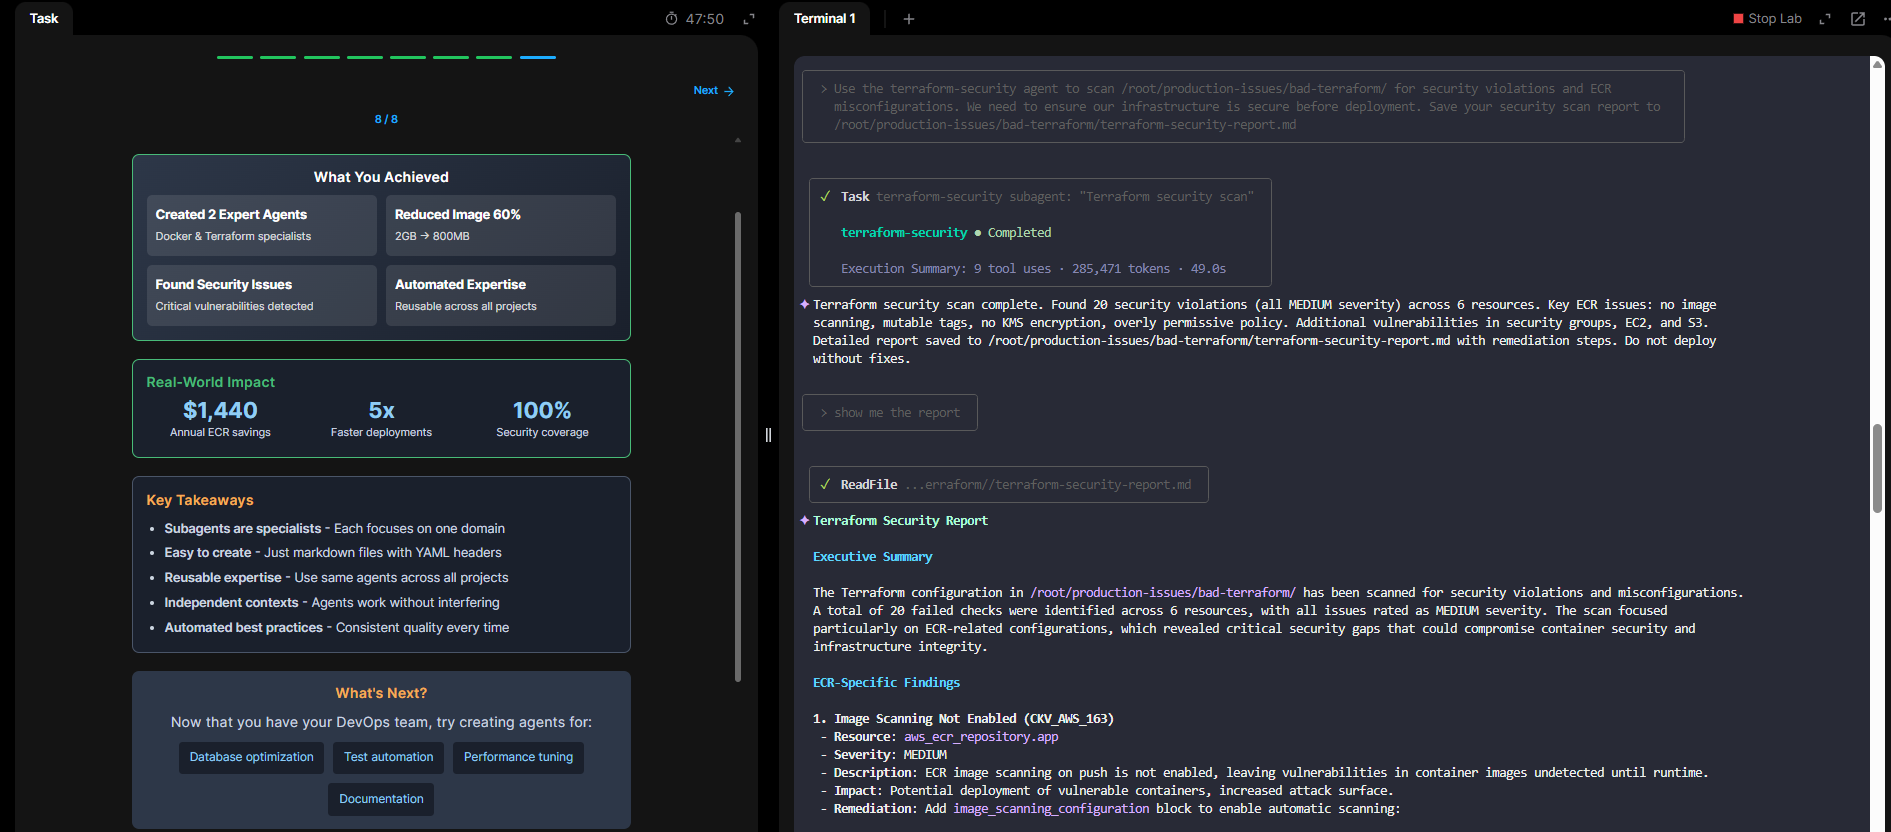 Task
47:50
Next →
8 / 8
What You Achieved
Created 2 Expert Agents
Docker & Terraform specialists
Reduced Image 60%
2GB → 800MB
Found Security Issues
Critical vulnerabilities detected
Automated Expertise
Reusable across all projects
Real-World Impact
$1,440
Annual ECR savings
5x
Faster deployments
100%
Security coverage
Key Takeaways
• Subagents are specialists - Each focuses on one domain
• Easy to create - Just markdown files with YAML headers
• Reusable expertise - Use same agents across all projects
• Independent contexts - Agents work without interfering
• Automated best practices - Consistent quality every time
What's Next?
Now that you have your DevOps team, try creating agents for:
Database optimization
Test automation
Performance tuning
Documentation
Terminal 1
+
Stop Lab
> Use the terraform-security agent to scan /root/production-issues/bad-terraform/ for security violations and ECR
misconfigurations. We need to ensure our infrastructure is secure before deployment. Save your security scan report to
/root/production-issues/bad-terraform/terraform-security-report.md
✓ Task terraform-security subagent: "Terraform security scan"
terraform-security ● Completed
Execution Summary: 9 tool uses · 285,471 tokens · 49.0s
✦ Terraform security scan complete. Found 20 security violations (all MEDIUM severity) across 6 resources. Key ECR issues: no image
scanning, mutable tags, no KMS encryption, overly permissive policy. Additional vulnerabilities in security groups, EC2, and S3.
Detailed report saved to /root/production-issues/bad-terraform/terraform-security-report.md with remediation steps. Do not deploy
without fixes.
> show me the report
✓ ReadFile ...erraform//terraform-security-report.md
✦ Terraform Security Report
Executive Summary
The Terraform configuration in /root/production-issues/bad-terraform/ has been scanned for security violations and misconfigurations.
A total of 20 failed checks were identified across 6 resources, with all issues rated as MEDIUM severity. The scan focused
particularly on ECR-related configurations, which revealed critical security gaps that could compromise container security and
infrastructure integrity.
ECR-Specific Findings
1. Image Scanning Not Enabled (CKV_AWS_163)
- Resource: aws_ecr_repository.app
- Severity: MEDIUM
- Description: ECR image scanning on push is not enabled, leaving vulnerabilities in container images undetected until runtime.
- Impact: Potential deployment of vulnerable containers, increased attack surface.
- Remediation: Add image_scanning_configuration block to enable automatic scanning: